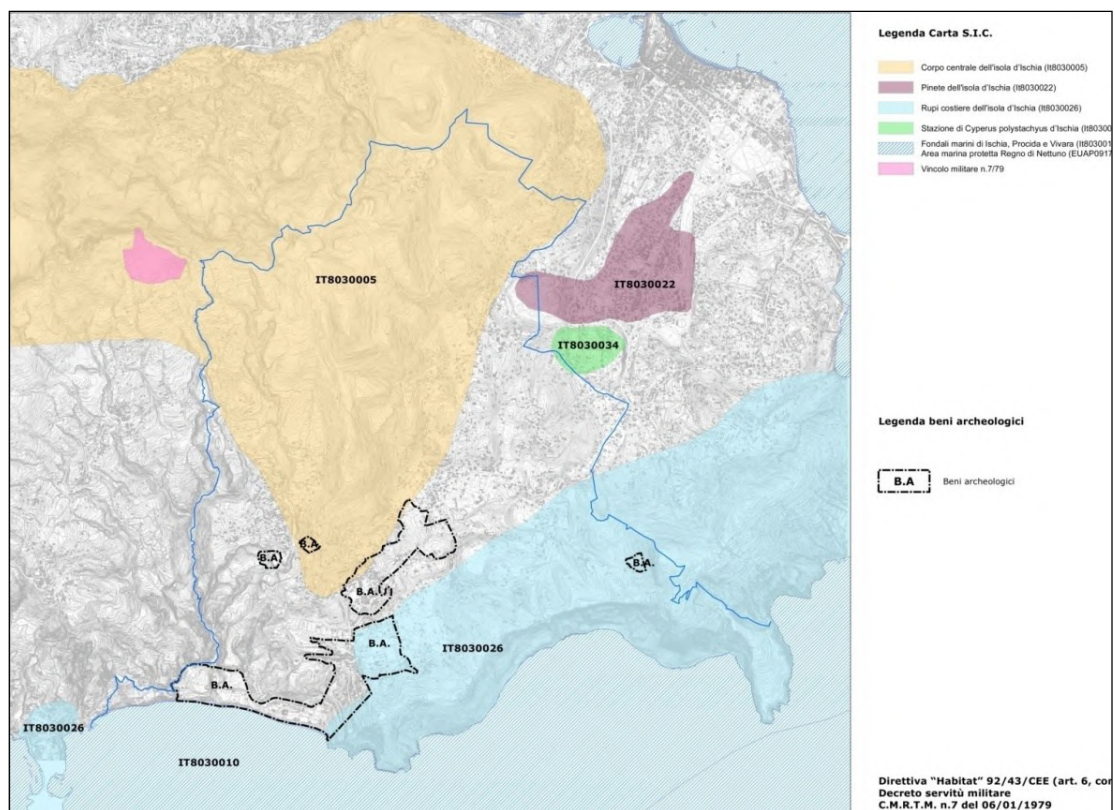 IT8030005
IT8030022
IT8030034
B.A.
B.A.
B.A.
B.A.
B.A.
IT8030026
B.A.
IT8030026
IT8030010
Legenda Carta S.I.C.
Corpo centrale dell'isola d'Ischia (It8030005)
Pinete dell'isola d'Ischia (It8030022)
Rupi costiere dell'isola d'Ischia (It8030026)
Stazione di Cyperus polystachyus d'Ischia (It80300
Fondali marini di Ischia, Procida e Vivara (It803001
Area marina protetta Regno di Nettuno (EUAP0917
Vincolo militare n.7/79
Legenda beni archeologici
B.A Beni archeologici
Direttiva "Habitat" 92/43/CEE (art. 6, cor
Decreto servitù militare
C.M.R.T.M. n.7 del 06/01/1979